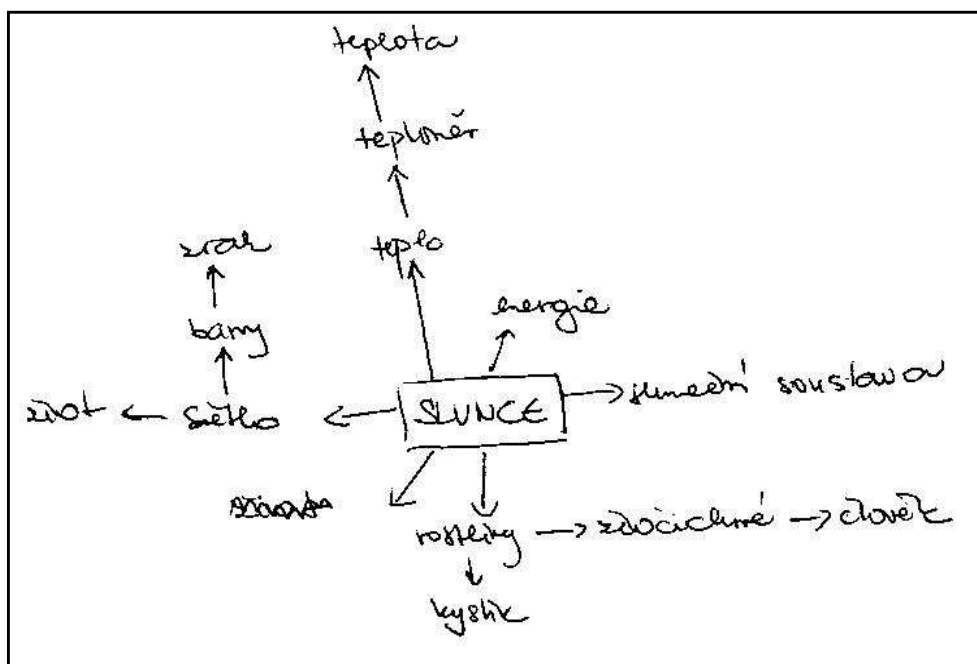 teplota
teploměr
teplo
zrak
barvy
energie
život
světlo
SLUNCE
sluneční soustava
rostliny
živočichové
člověk
kyslík